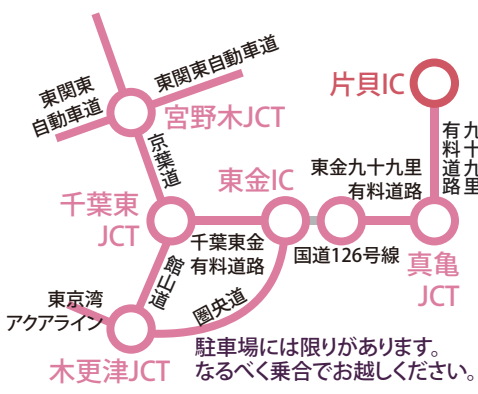 東関東
自動車道
東関東自動車道
宮野木JCT
京葉道
片貝IC
九十九里
有料道路
東金IC
東金九十九里
有料道路
千葉東
JCT
千葉東金
有料道路
国道126号線
真亀
JCT
館山道
圏央道
東京湾
アクアライン
木更津JCT
駐車場には限りがあります。
なるべく乗合でお越しください。